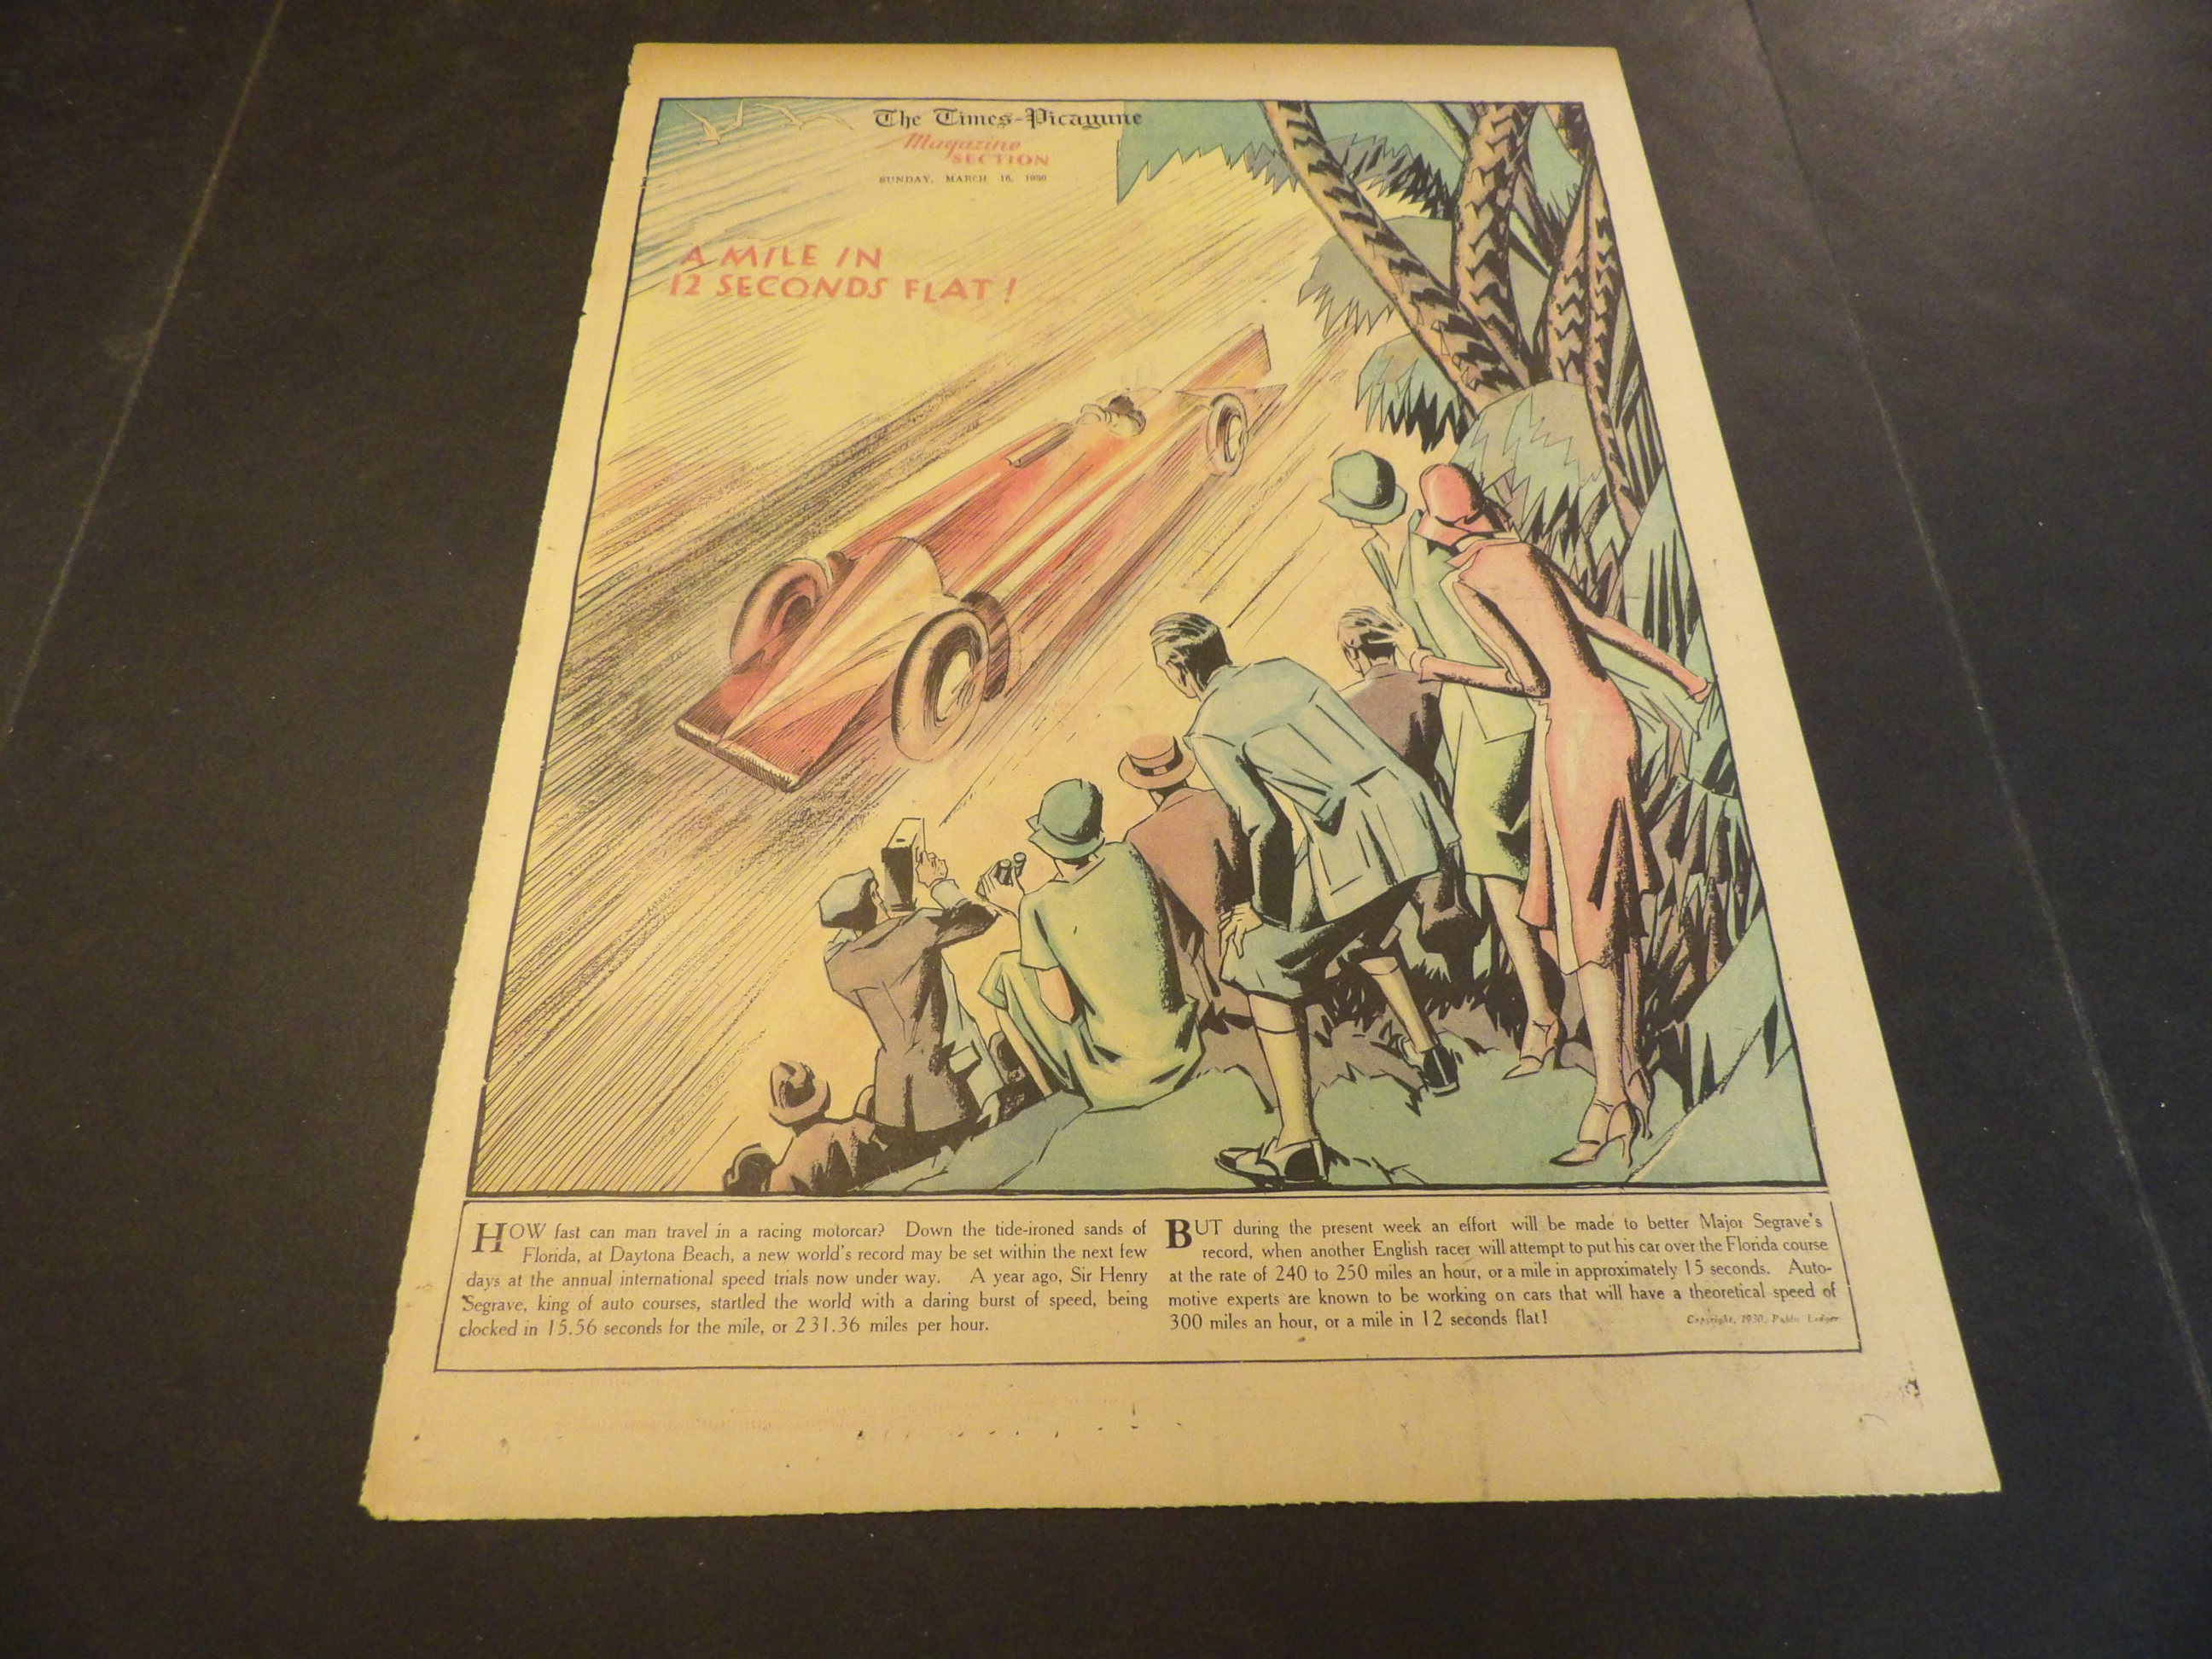 The Times-Picayune
Magazine
SECTION
SUNDAY, MARCH 16, 1930
A MILE IN
12 SECONDS FLAT!
HOW fast can man travel in a racing motorcar? Down the tide-ironed sands of
Florida, at Daytona Beach, a new world's record may be set within the next few
days at the annual international speed trials now under way. A year ago, Sir Henry
Segrave, king of auto courses, startled the world with a daring burst of speed, being
clocked in 15.56 seconds for the mile, or 231.36 miles per hour.
BUT during the present week an effort will be made to better Major Segrave's
record, when another English racer will attempt to put his car over the Florida course
at the rate of 240 to 250 miles an hour, or a mile in approximately 15 seconds. Auto-
motive experts are known to be working on cars that will have a theoretical speed of
300 miles an hour, or a mile in 12 seconds flat!
Copyright, 1930, Public Ledger